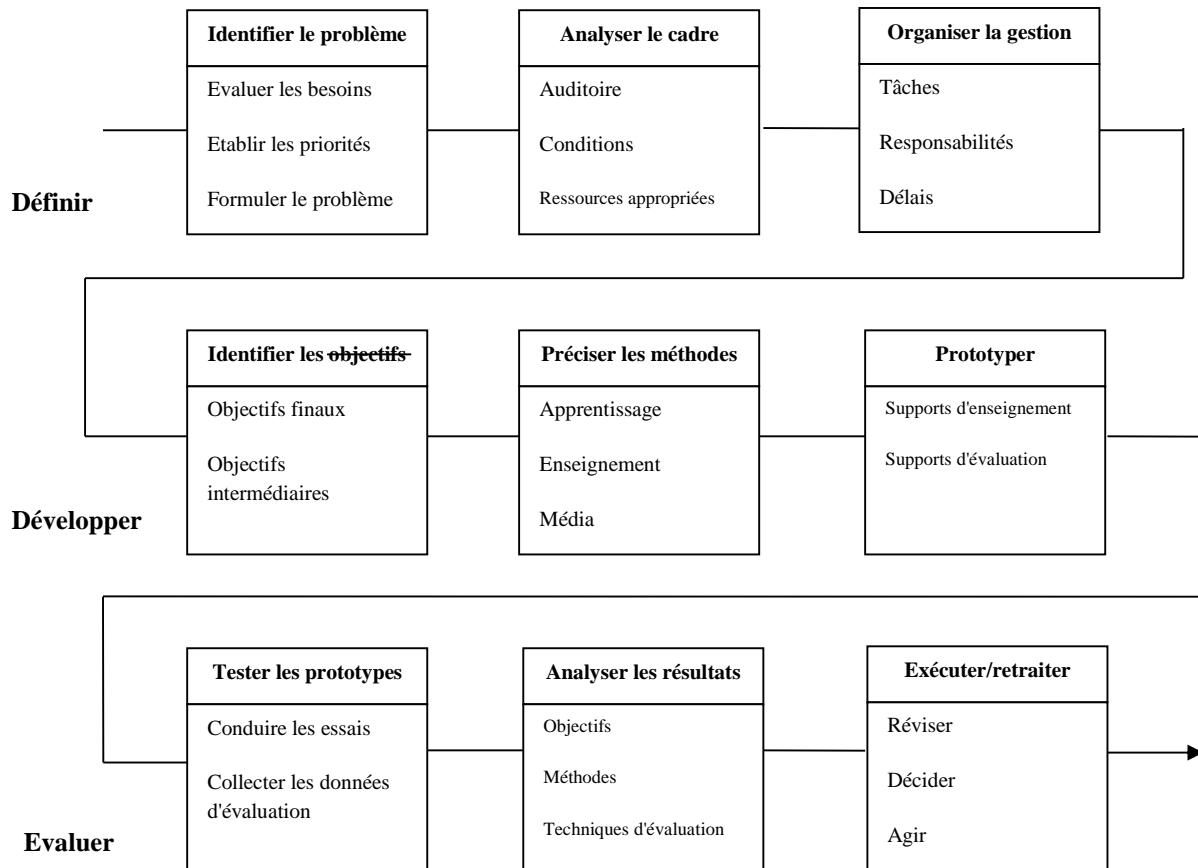 Identifier le problème
Evaluer les besoins
Etablir les priorités
Formuler le problème
Analyser le cadre
Auditoire
Conditions
Ressources appropriées
Organiser la gestion
Tâches
Responsabilités
Délais
Définir
Identifier les objectifs
Objectifs finaux
Objectifs
intermédiaires
Préciser les méthodes
Apprentissage
Enseignement
Média
Prototyper
Supports d'enseignement
Supports d'évaluation
Développer
Tester les prototypes
Conduire les essais
Collecter les données
d'évaluation
Analyser les résultats
Objectifs
Méthodes
Techniques d'évaluation
Exécuter/retraiter
Réviser
Décider
Agir
Evaluer